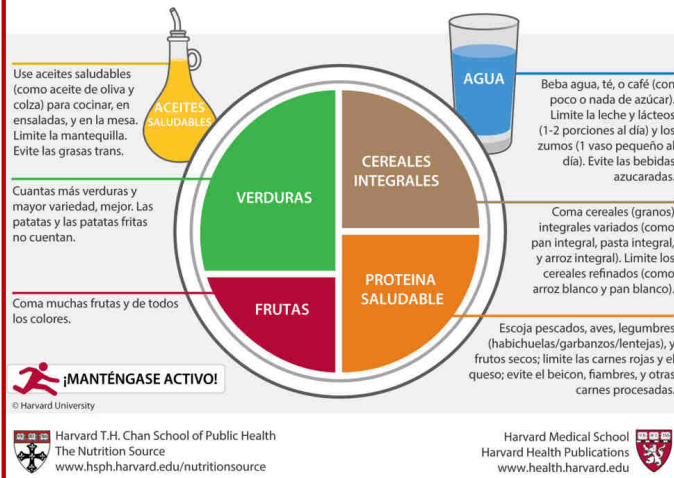 Use aceites saludables
(como aceite de oliva y
colza) para cocinar, en
ensaladas, y en la mesa.
Limite la mantequilla.
Evite las grasas trans.
ACEITES
SALUDABLES
AGUA
Beba agua, té, o café (con
poco o nada de azúcar).
Limite la leche y lácteos
(1-2 porciones al día) y los
zumos (1 vaso pequeño al
día). Evite las bebidas
azucaradas.
Cuantas más verduras y
mayor variedad, mejor. Las
patatas y las patatas fritas
no cuentan.
VERDURAS
CEREALES
INTEGRALES
Coma cereales (granos)
integrales variados (como
pan integral, pasta integral,
y arroz integral). Limite los
cereales refinados (como
arroz blanco y pan blanco).
Coma muchas frutas y de todos
los colores.
FRUTAS
PROTEINA
SALUDABLE
Escoja pescados, aves, legumbres
(habichuelas/garbanzos/lentejas), y
frutos secos; limite las carnes rojas y el
queso; evite el beicon, fiambres, y otras
carnes procesadas.
¡MANTÉNGASE ACTIVO!
© Harvard University
Harvard T.H. Chan School of Public Health
The Nutrition Source
www.hsph.harvard.edu/nutritionsource
Harvard Medical School
Harvard Health Publications
www.health.harvard.edu